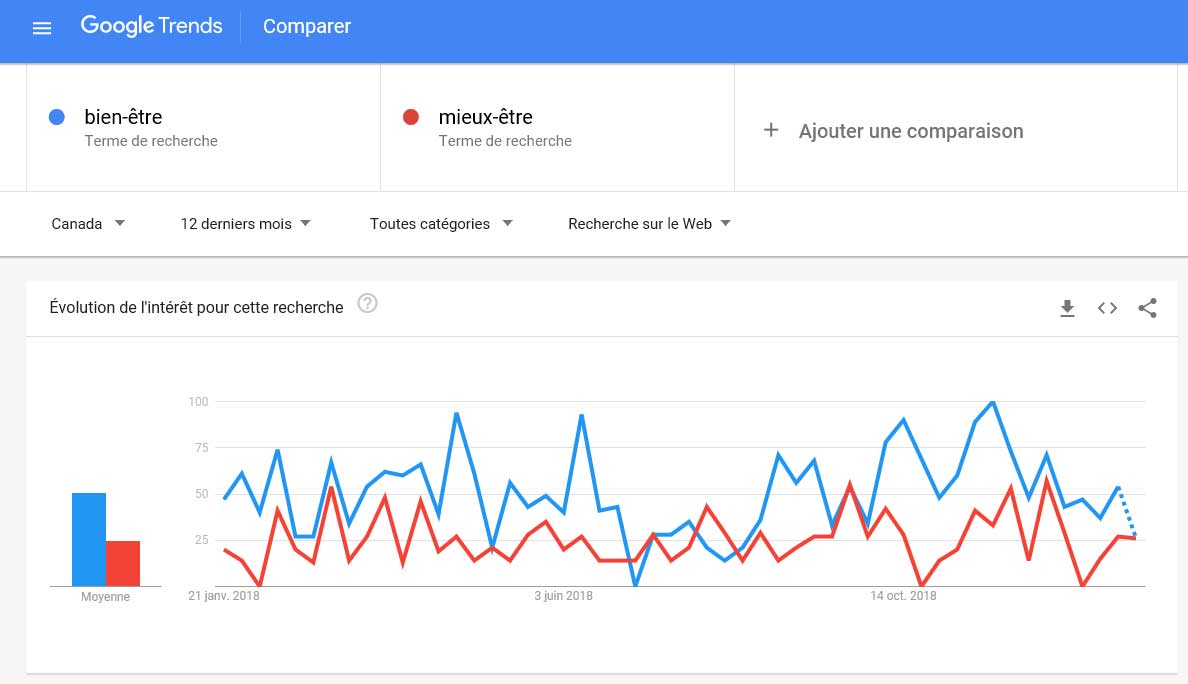 Google Trends Comparer
bien-être mieux-être
Terme de recherche Terme de recherche
+ Ajouter une comparaison
Canada 12 derniers mois Toutes catégories Recherche sur le Web
Évolution de l'intérêt pour cette recherche ?
100
75
50
25
Moyenne
21 janv. 2018 3 juin 2018 14 oct. 2018